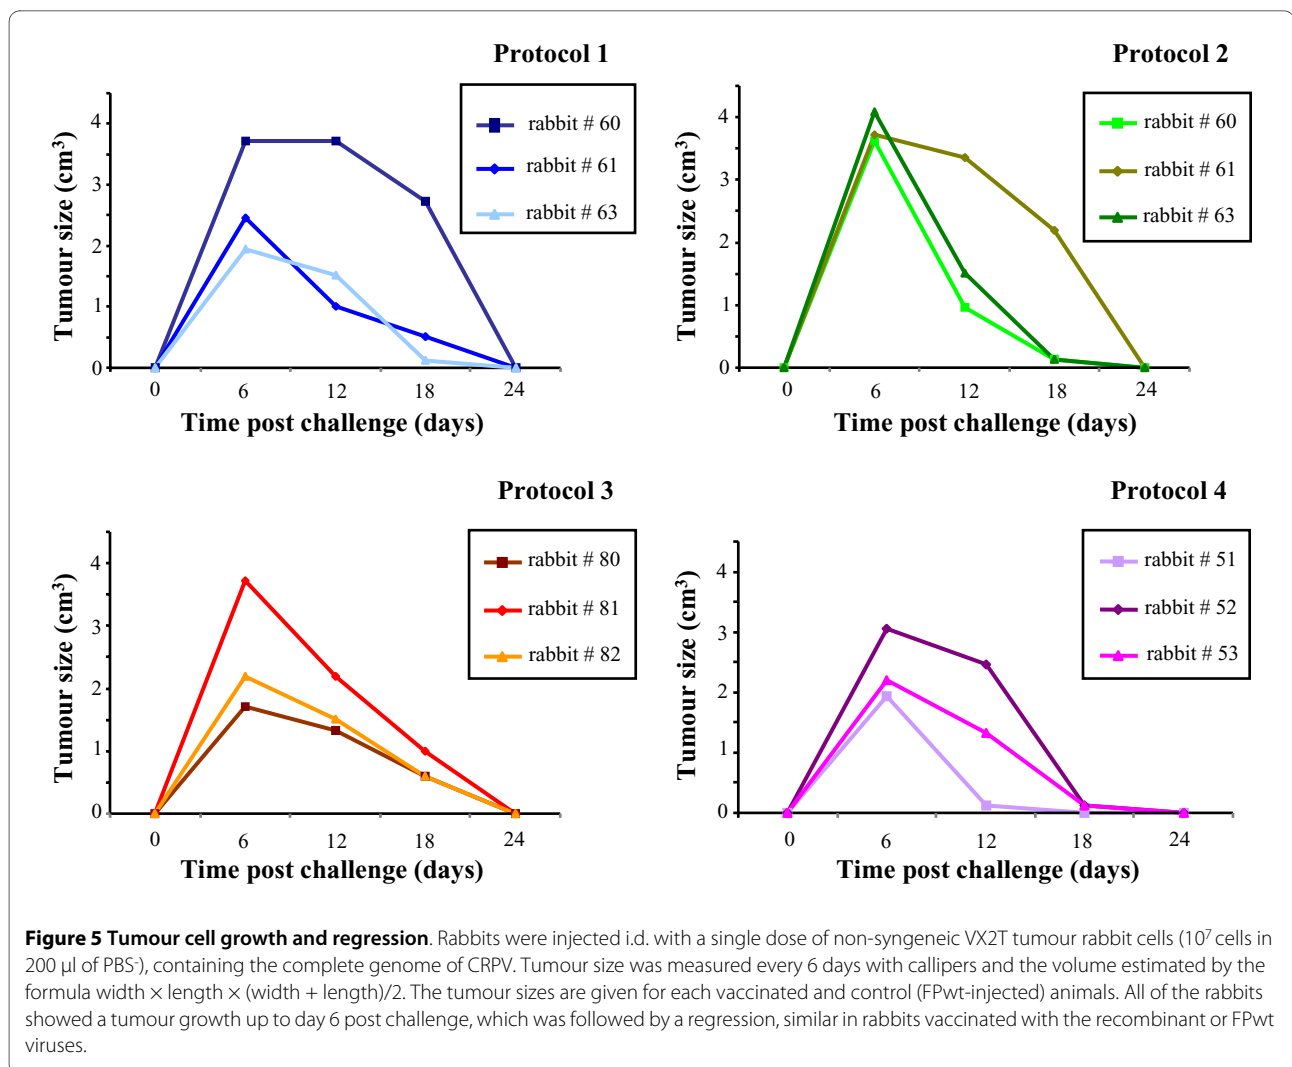 Protocol 1
rabbit # 60
rabbit # 61
rabbit # 63
Tumour size (cm³)
4
3
2
1
0
0 6 12 18 24
Time post challenge (days)
Protocol 2
rabbit # 60
rabbit # 61
rabbit # 63
Tumour size (cm³)
4
3
2
1
0
0 6 12 18 24
Time post challenge (days)
Protocol 3
rabbit # 80
rabbit # 81
rabbit # 82
Tumour size (cm³)
4
3
2
1
0
0 6 12 18 24
Time post challenge (days)
Protocol 4
rabbit # 51
rabbit # 52
rabbit # 53
Tumour size (cm³)
4
3
2
1
0
0 6 12 18 24
Time post challenge (days)
Figure 5 Tumour cell growth and regression. Rabbits were injected i.d. with a single dose of non-syngeneic VX2T tumour rabbit cells (10⁷ cells in
200 μl of PBS⁻), containing the complete genome of CRPV. Tumour size was measured every 6 days with callipers and the volume estimated by the
formula width × length × (width + length)/2. The tumour sizes are given for each vaccinated and control (FPwt-injected) animals. All of the rabbits
showed a tumour growth up to day 6 post challenge, which was followed by a regression, similar in rabbits vaccinated with the recombinant or FPwt
viruses.